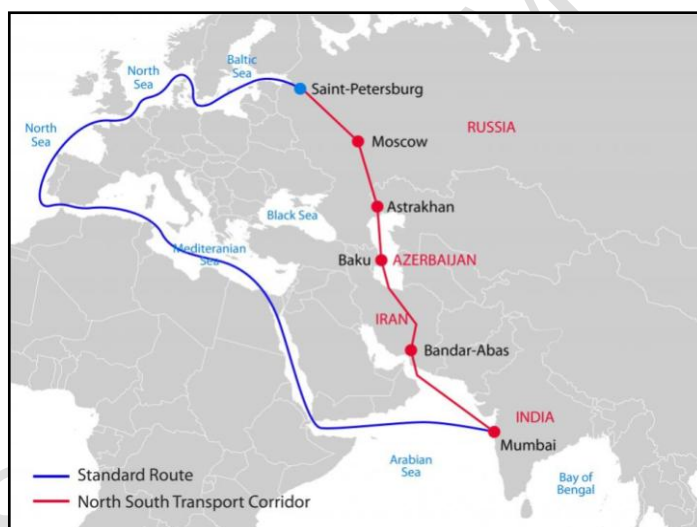 Baltic
Sea
North
Sea
Saint-Petersburg
North
Sea
RUSSIA
Moscow
Astrakhan
Black Sea
Mediteranian
Sea
Baku
AZERBAIJAN
IRAN
Bandar-Abas
INDIA
Mumbai
Arabian
Sea
Bay of
Bengal
Standard Route
North South Transport Corridor